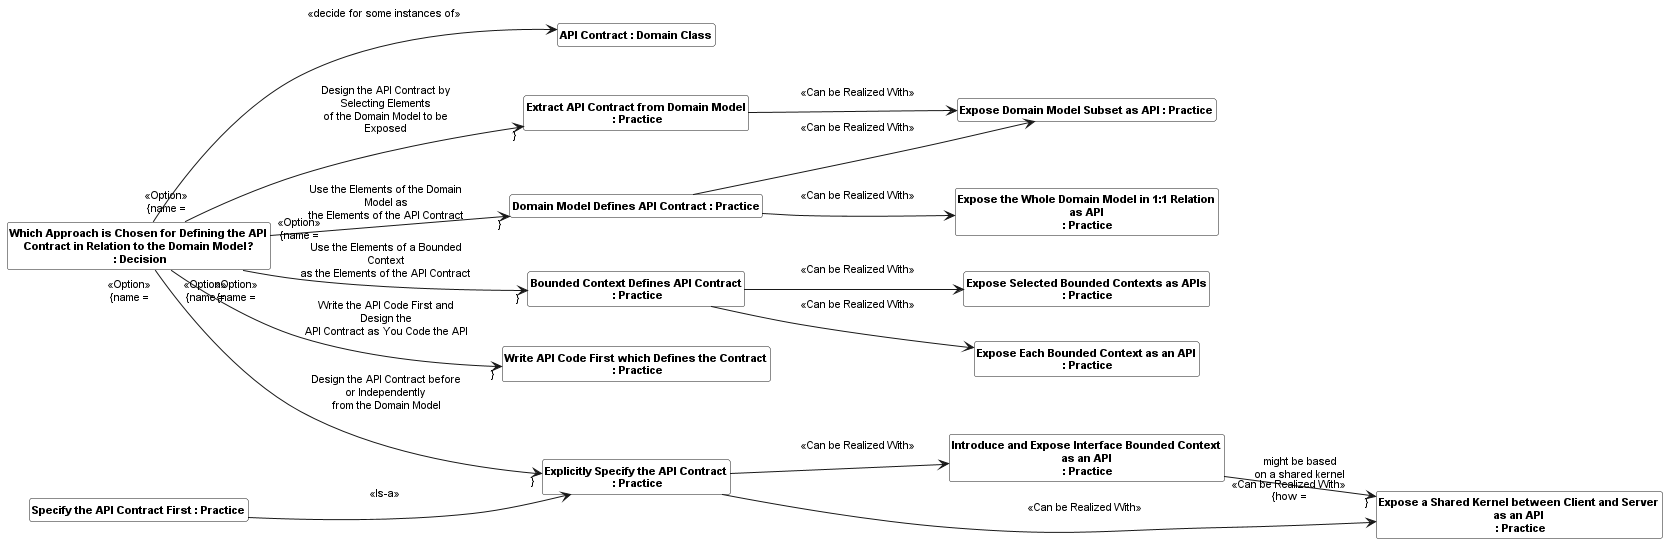 «decide for some instances of»
API Contract : Domain Class
Design the API Contract by
Selecting Elements
of the Domain Model to be
Exposed
Extract API Contract from Domain Model
: Practice
}
«Can be Realized With»
Expose Domain Model Subset as API : Practice
«Can be Realized With»
«Option»
{name =
Use the Elements of the Domain
Model as
the Elements of the API Contract
Domain Model Defines API Contract : Practice
}
«Can be Realized With»
Expose the Whole Domain Model in 1:1 Relation
as API
: Practice
Which Approach is Chosen for Defining the API
Contract in Relation to the Domain Model?
: Decision
«Option»
{name =
Use the Elements of a Bounded
Context
as the Elements of the API Contract
Bounded Context Defines API Contract
: Practice
}
«Can be Realized With»
Expose Selected Bounded Contexts as APIs
: Practice
«Option»
{name =
«Option»
{name =
«Option»
{name =
Write the API Code First and
Design the
API Contract as You Code the API
«Can be Realized With»
Expose Each Bounded Context as an API
: Practice
Write API Code First which Defines the Contract
: Practice
}
Design the API Contract before
or Independently
from the Domain Model
Explicitly Specify the API Contract
: Practice
}
«Can be Realized With»
Introduce and Expose Interface Bounded Context
as an API
: Practice
might be based
on a shared kernel
«Can be Realized With»
{how =
}
«Is-a»
Specify the API Contract First : Practice
«Can be Realized With»
Expose a Shared Kernel between Client and Server
as an API
: Practice